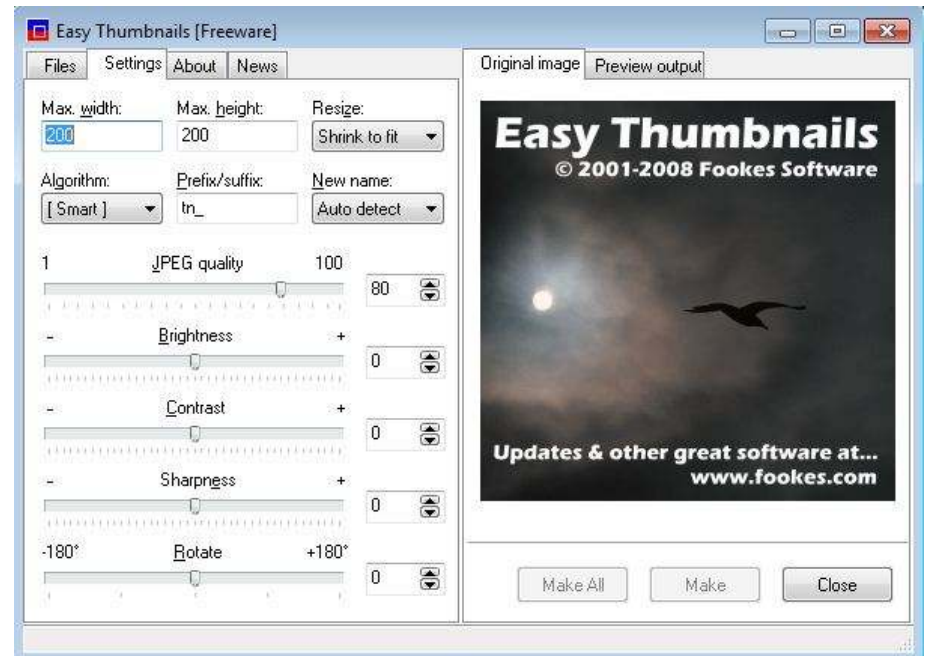 Easy Thumbnails [Freeware]
Files Settings About News
Max. width: Max. height: Resize:
200 200 Shrink to fit
Algorithm: Prefix/suffix: New name:
[ Smart ] tn_ Auto detect
1 JPEG quality 100
80
- Brightness +
0
- Contrast +
0
- Sharpness +
0
-180° Rotate +180°
0
Original image Preview output
Easy Thumbnails
© 2001-2008 Fookes Software
Updates & other great software at...
www.fookes.com
Make All Make Close